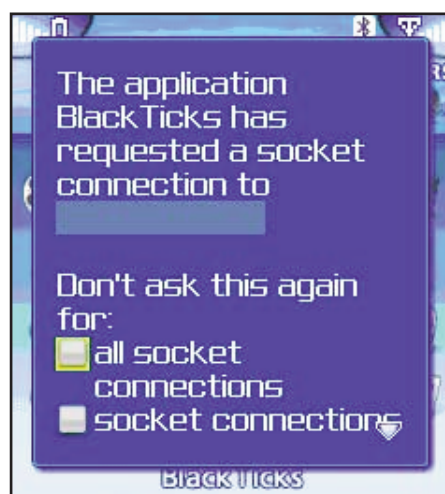 The application
BlackTicks has
requested a socket
connection to
Don't ask this again
for:
all socket
connections
socket connections
BlackTicks